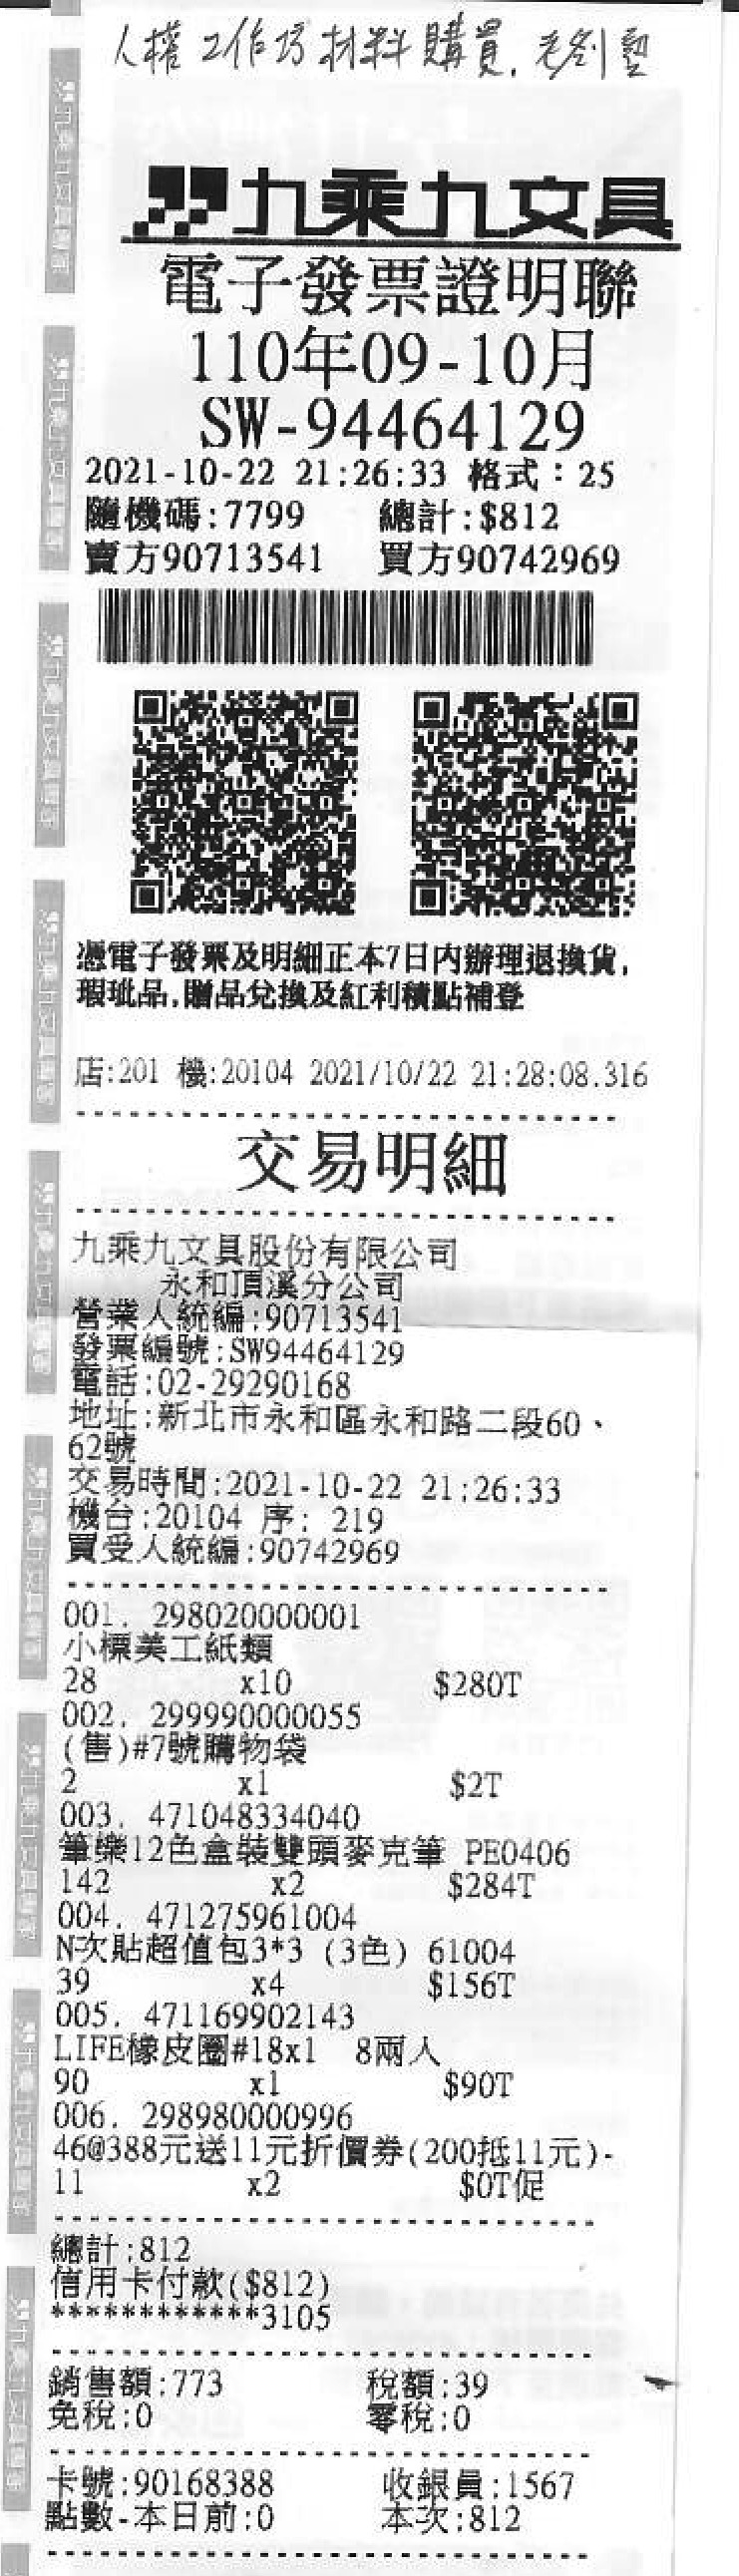 人權工作坊材料購買.
九乘九文具
電子發票證明聯
110年09-10月
SW-94464129
2021-10-22 21:26:33 格式：25
隨機碼:7799 總計:$812
賣方90713541 買方90742969
憑電子發票及明細正本7日內辦理退換貨,
瑕玼品,贈品兌換及紅利積點補登
店:201 機:20104 2021/10/22 21:28:08.316
交易明細
九乘九文具股份有限公司
永和頂溪分公司
營業人統編:90713541
發票編號:SW94464129
電話:02-29290168
地址:新北市永和區永和路二段60、
62號
交易時間:2021-10-22 21:26:33
機台:20104 序: 219
買受人統編:90742969
001. 298020000001
小標美工紙類
28 x10 $280T
002. 299990000055
(售)#7號購物袋
2 x1 $2T
003. 471048334040
筆樂12色盒裝雙頭麥克筆 PE0406
142 x2 $284T
004. 471275961004
N次貼超值包3*3 (3色) 61004
39 x4 $156T
005. 471169902143
LIFE橡皮圈#18x1 8兩入
90 x1 $90T
006. 298980000996
46@388元送11元折價券(200抵11元)-
11 x2 $0T促
總計:812
信用卡付款($812)
************3105
銷售額:773 稅額:39
免稅:0 零稅:0
卡號:90168388 收銀員:1567
點數-本日前:0 本次:812